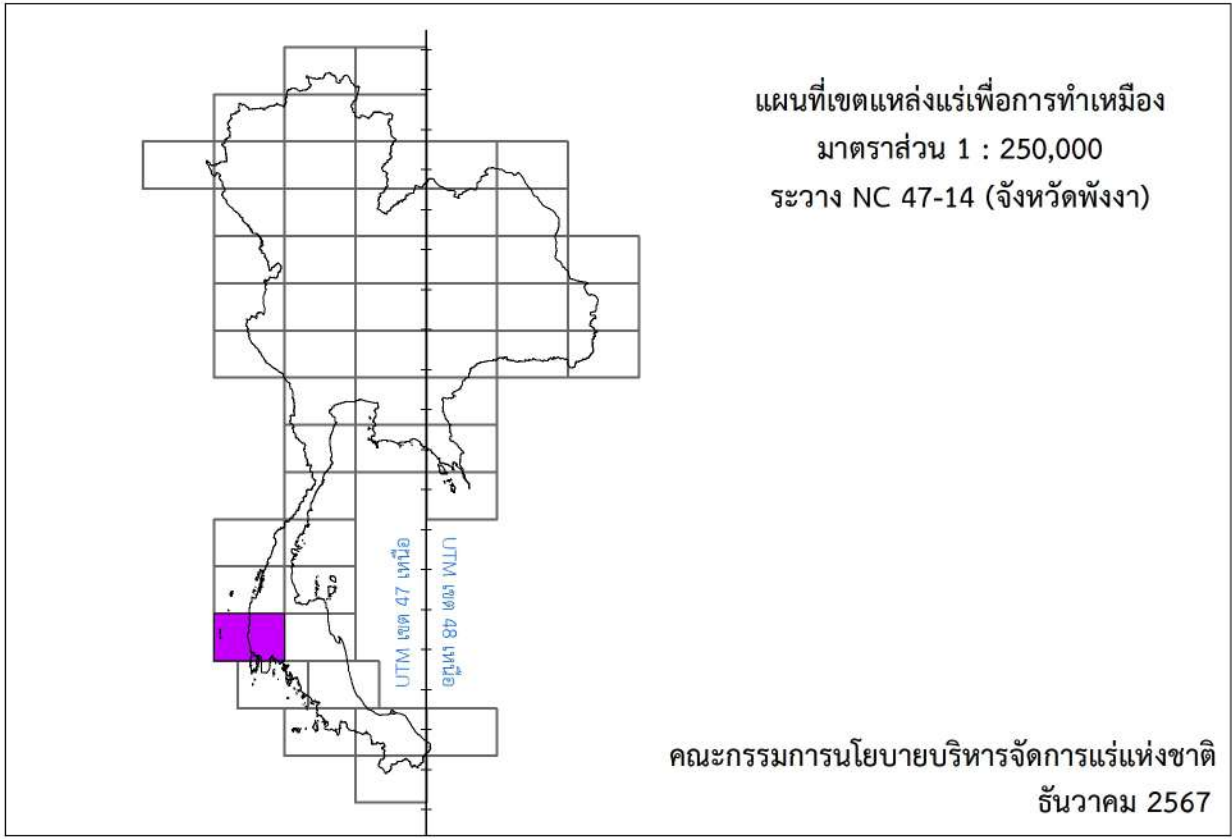 แผนที่เขตแหล่งแร่เพื่อการทำเหมือง
มาตราส่วน 1 : 250,000
ระวาง NC 47-14 (จังหวัดพังงา)
UTM เขต 47 เหนือ
UTM เขต 48 เหนือ
คณะกรรมการนโยบายบริหารจัดการแร่แห่งชาติ
ธันวาคม 2567